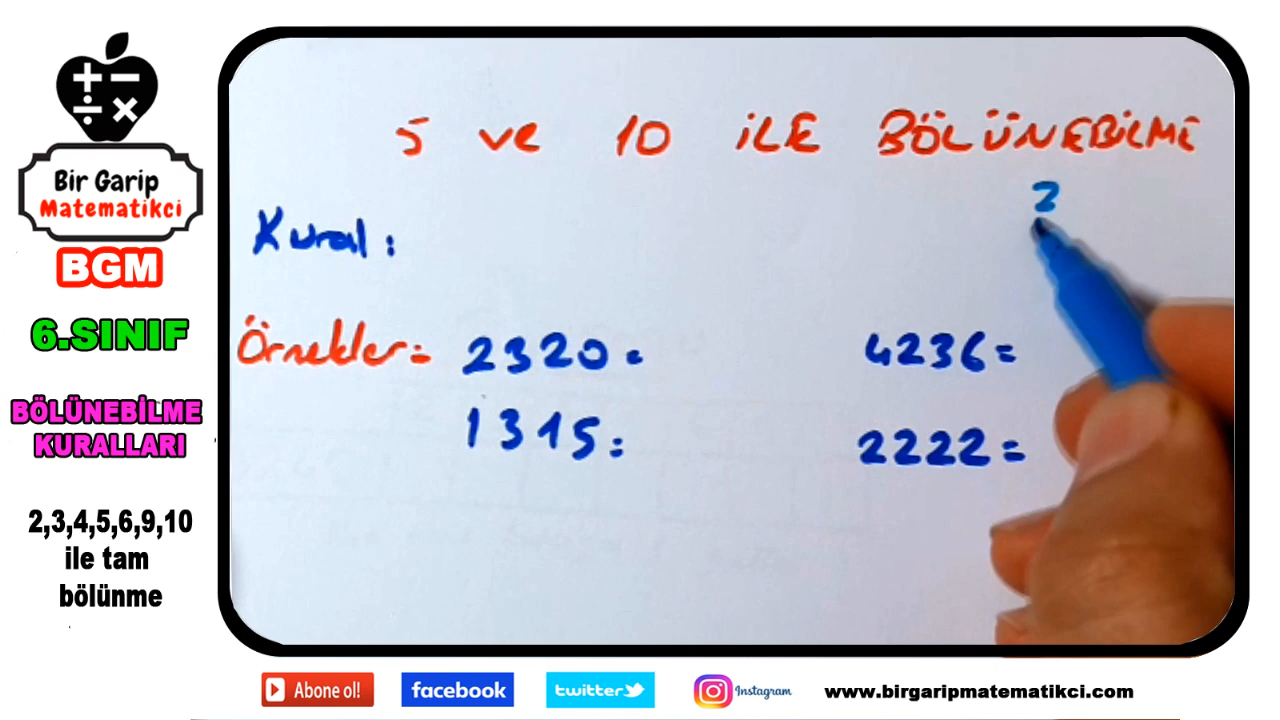 Bir Garip
Matematikci
BGM
6.SINIF
BÖLÜNEBİLME
KURALLARI
2,3,4,5,6,9,10
ile tam
bölünme
5 ve 10 İLE BÖLÜNEBİLME
2
Kural :
Örnekler = 2320 = 4236 =
1315 : 2222 =
Abone ol! facebook twitter Instagram www.birgaripmatematikci.com